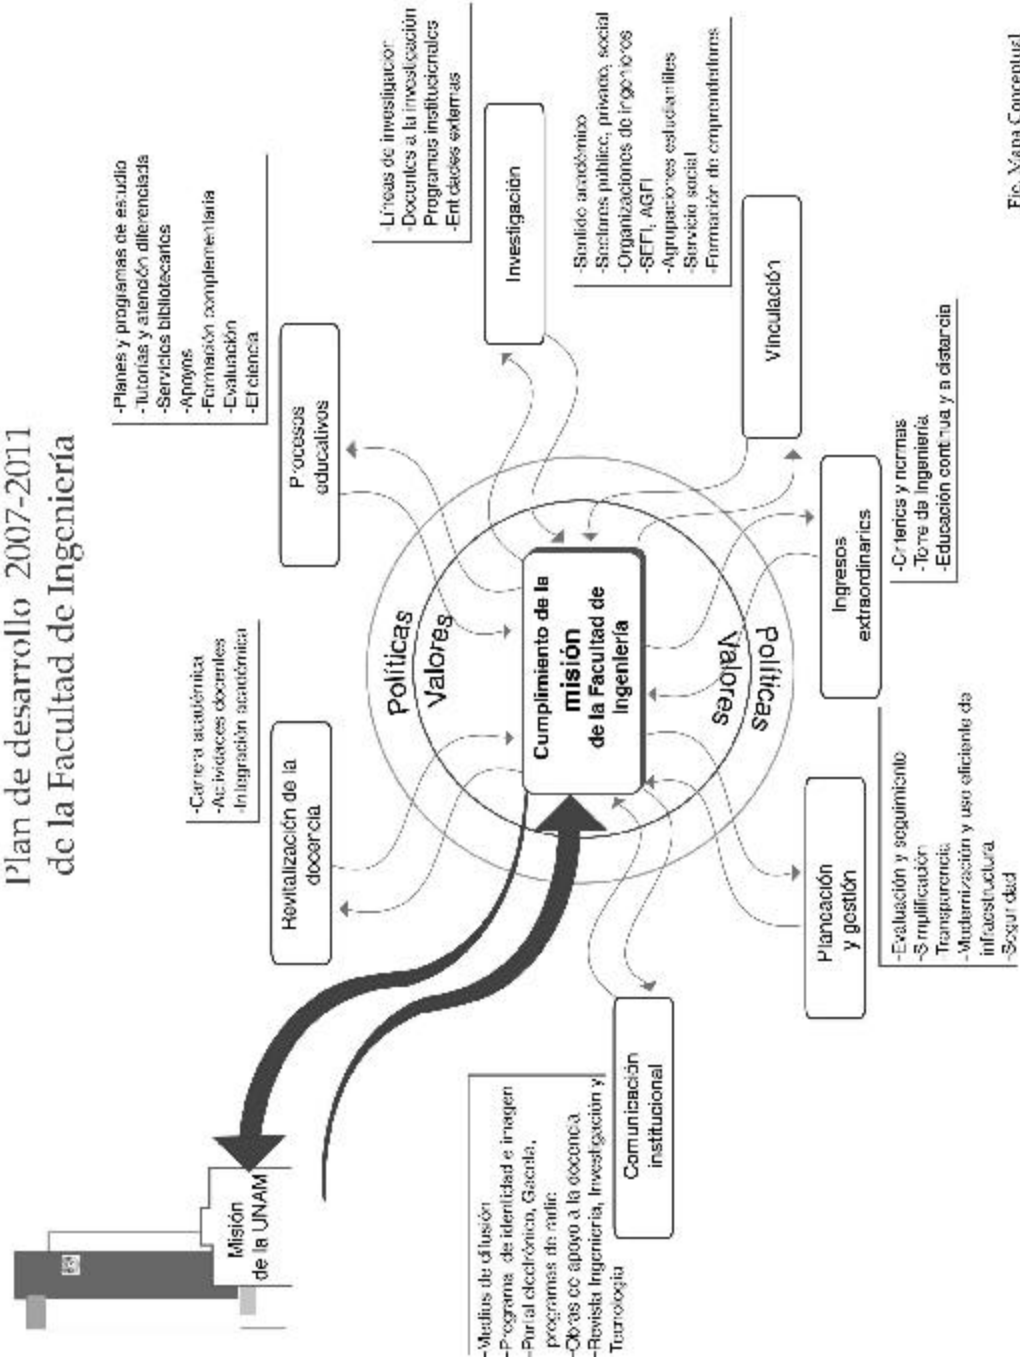 Plan de desarrollo 2007-2011
de la Facultad de Ingeniería
Misión
de la UNAM
-Carrera académica
-Actividades docentes
-Integración académica
Revitalización de la
docencia
-Planes y programas de estudio
-Tutorías y atención diferenciada
-Servicios bibliotecarios
-Apoyos
-Formación complementaria
-Evaluación
-Eficiencia
Procesos
educativos
-Líneas de investigación
-Docentes a la investigación
Programas institucionales
-Entidades externas
Investigación
Políticas
Valores
Cumplimiento de la
misión
de la Facultad de
Ingeniería
Valores
Políticas
-Sentido académico
-Sectores público, privado, social
-Organizaciones de ingenieros
-SEFI, AGFI
-Agrupaciones estudiantiles
-Servicio social
-Formación de emprendedores
Vinculación
-Medios de difusión
-Programa de identidad e imagen
-Portal electrónico, Gaceta,
programas de radio
-Obras de apoyo a la docencia
-Revista Ingeniería, Investigación y
Tecnología
Comunicación
institucional
Planeación
y gestión
-Evaluación y seguimiento
-Simplificación
-Transparencia
-Modernización y uso eficiente de
infraestructura
-Seguridad
Ingresos
extraordinarios
-Criterios y normas
-Torre de Ingeniería
-Educación continua y a distancia
Fig. Mapa Conceptual